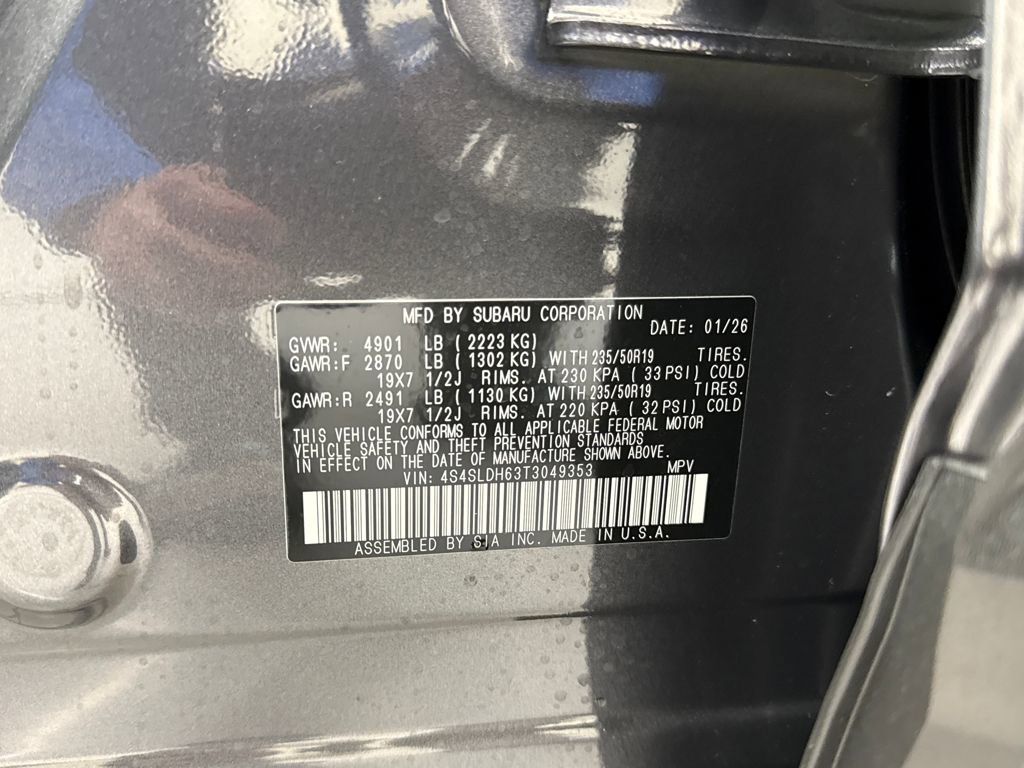 MFD BY SUBARU CORPORATION
DATE: 01/26
GVWR: 4901 LB ( 2223 KG)
GAWR:F 2870 LB ( 1302 KG) WITH 235/50R19 TIRES.
19X7 1/2J RIMS. AT 230 KPA ( 33 PSI) COLD
GAWR:R 2491 LB ( 1130 KG) WITH 235/50R19 TIRES.
19X7 1/2J RIMS. AT 220 KPA ( 32 PSI) COLD
THIS VEHICLE CONFORMS TO ALL APPLICABLE FEDERAL MOTOR
VEHICLE SAFETY AND THEFT PREVENTION STANDARDS
IN EFFECT ON THE DATE OF MANUFACTURE SHOWN ABOVE.
VIN: 4S4SLDH63T3049353 MPV
ASSEMBLED BY SIA INC. MADE IN U.S.A.